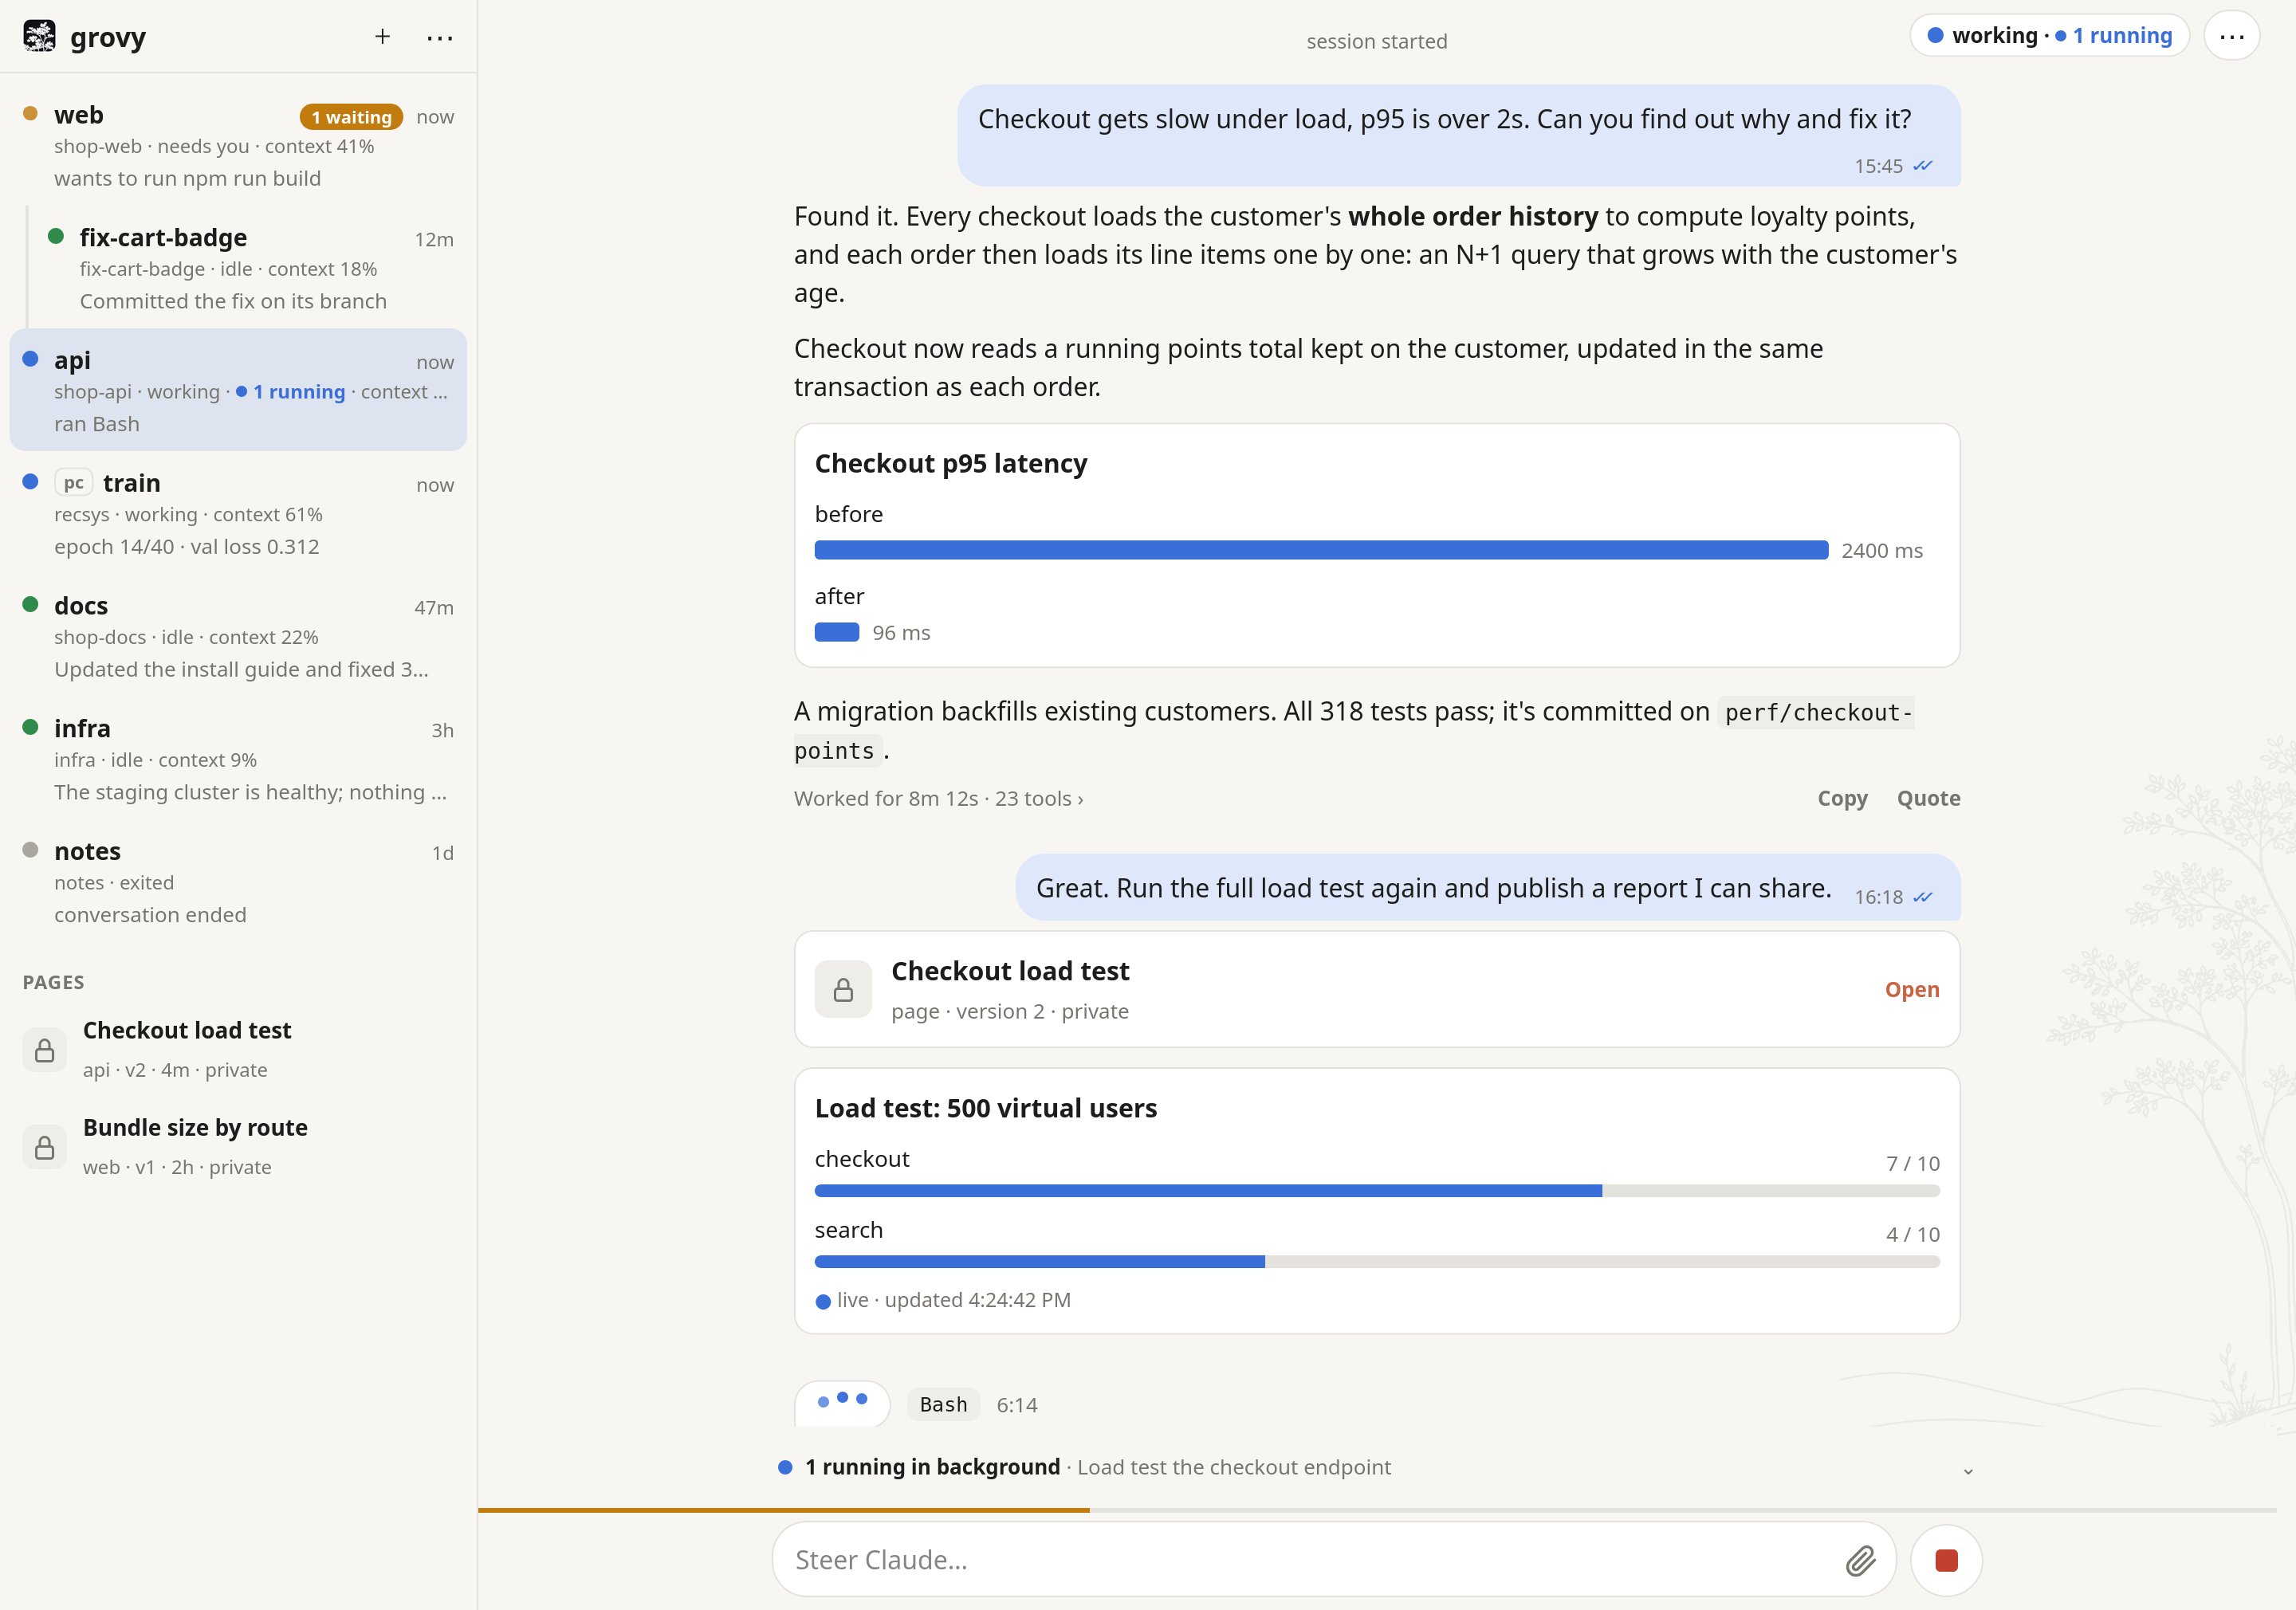 grovy
+ ...
web 1 waiting now
shop-web · needs you · context 41%
wants to run npm run build
fix-cart-badge 12m
fix-cart-badge · idle · context 18%
Committed the fix on its branch
api now
shop-api · working · 1 running · context ...
ran Bash
pc train now
recsys · working · context 61%
epoch 14/40 · val loss 0.312
docs 47m
shop-docs · idle · context 22%
Updated the install guide and fixed 3...
infra 3h
infra · idle · context 9%
The staging cluster is healthy; nothing ...
notes 1d
notes · exited
conversation ended
PAGES
Checkout load test
api · v2 · 4m · private
Bundle size by route
web · v1 · 2h · private
session started
working · 1 running ...
Checkout gets slow under load, p95 is over 2s. Can you find out why and fix it?
15:45
Found it. Every checkout loads the customer's whole order history to compute loyalty points,
and each order then loads its line items one by one: an N+1 query that grows with the customer's
age.
Checkout now reads a running points total kept on the customer, updated in the same
transaction as each order.
Checkout p95 latency
before
2400 ms
after
96 ms
A migration backfills existing customers. All 318 tests pass; it's committed on perf/checkout-
points.
Worked for 8m 12s · 23 tools ›
Copy Quote
Great. Run the full load test again and publish a report I can share. 16:18
Checkout load test
page · version 2 · private
Open
Load test: 500 virtual users
checkout 7 / 10
search 4 / 10
live · updated 4:24:42 PM
Bash 6:14
1 running in background · Load test the checkout endpoint
Steer Claude...